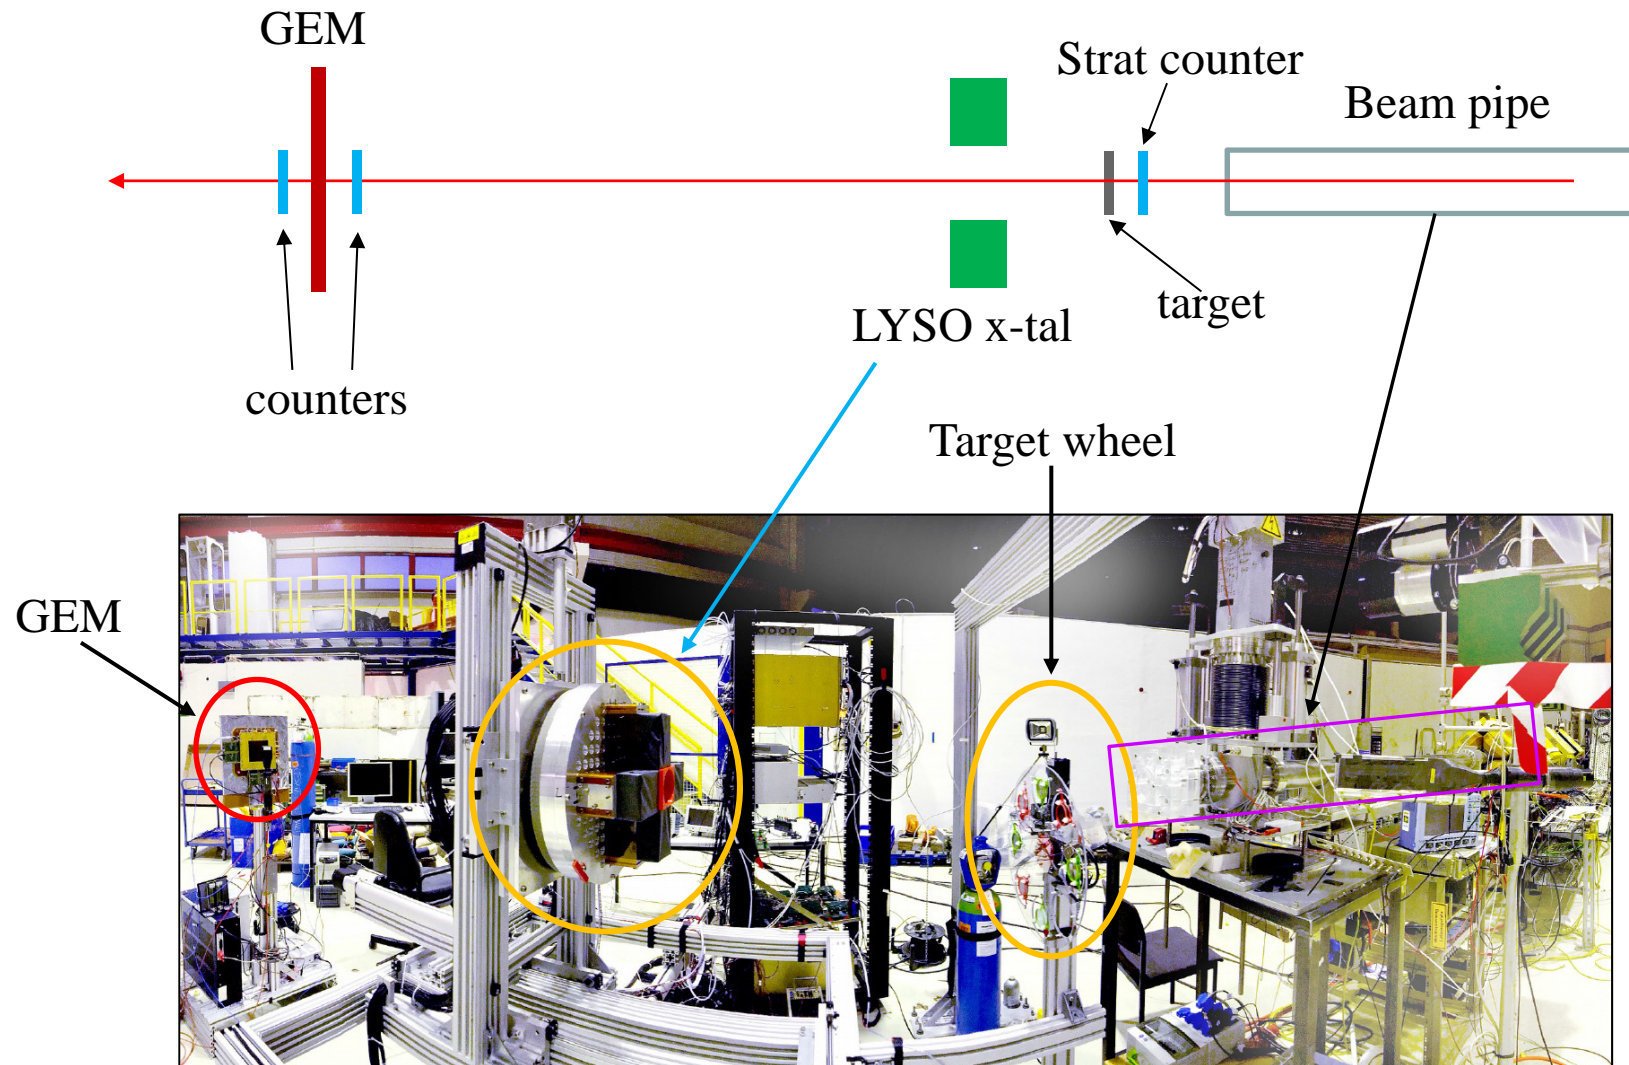 GEM
Strat counter
Beam pipe
target
LYSO x-tal
counters
Target wheel
GEM